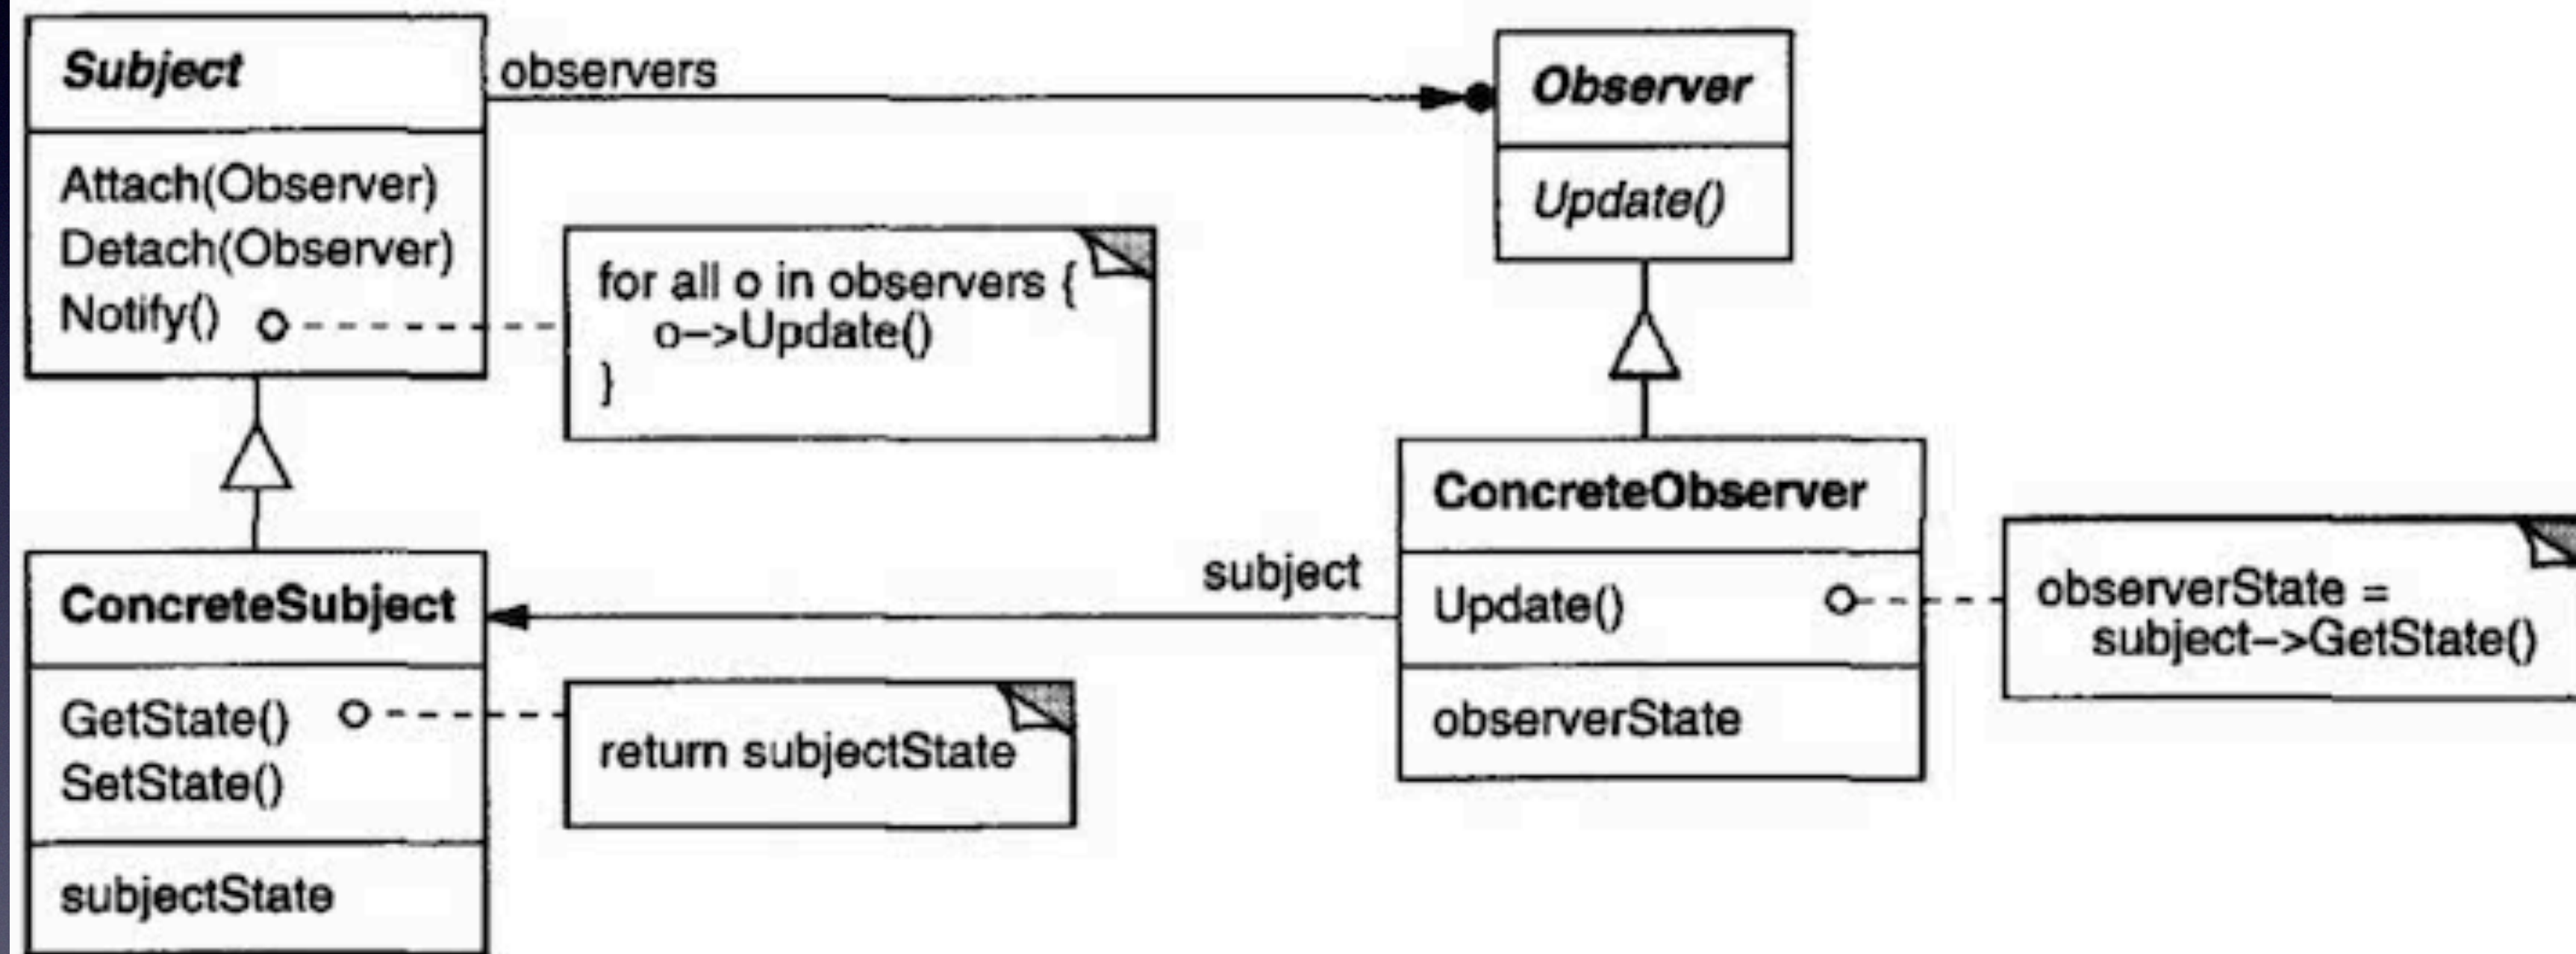 Subject
Attach(Observer)
Detach(Observer)
Notify()
observers
for all o in observers {
o–>Update()
}
Observer
Update()
ConcreteSubject
GetState()
SetState()
subjectState
return subjectState
subject
ConcreteObserver
Update()
observerState
observerState =
subject–>GetState()